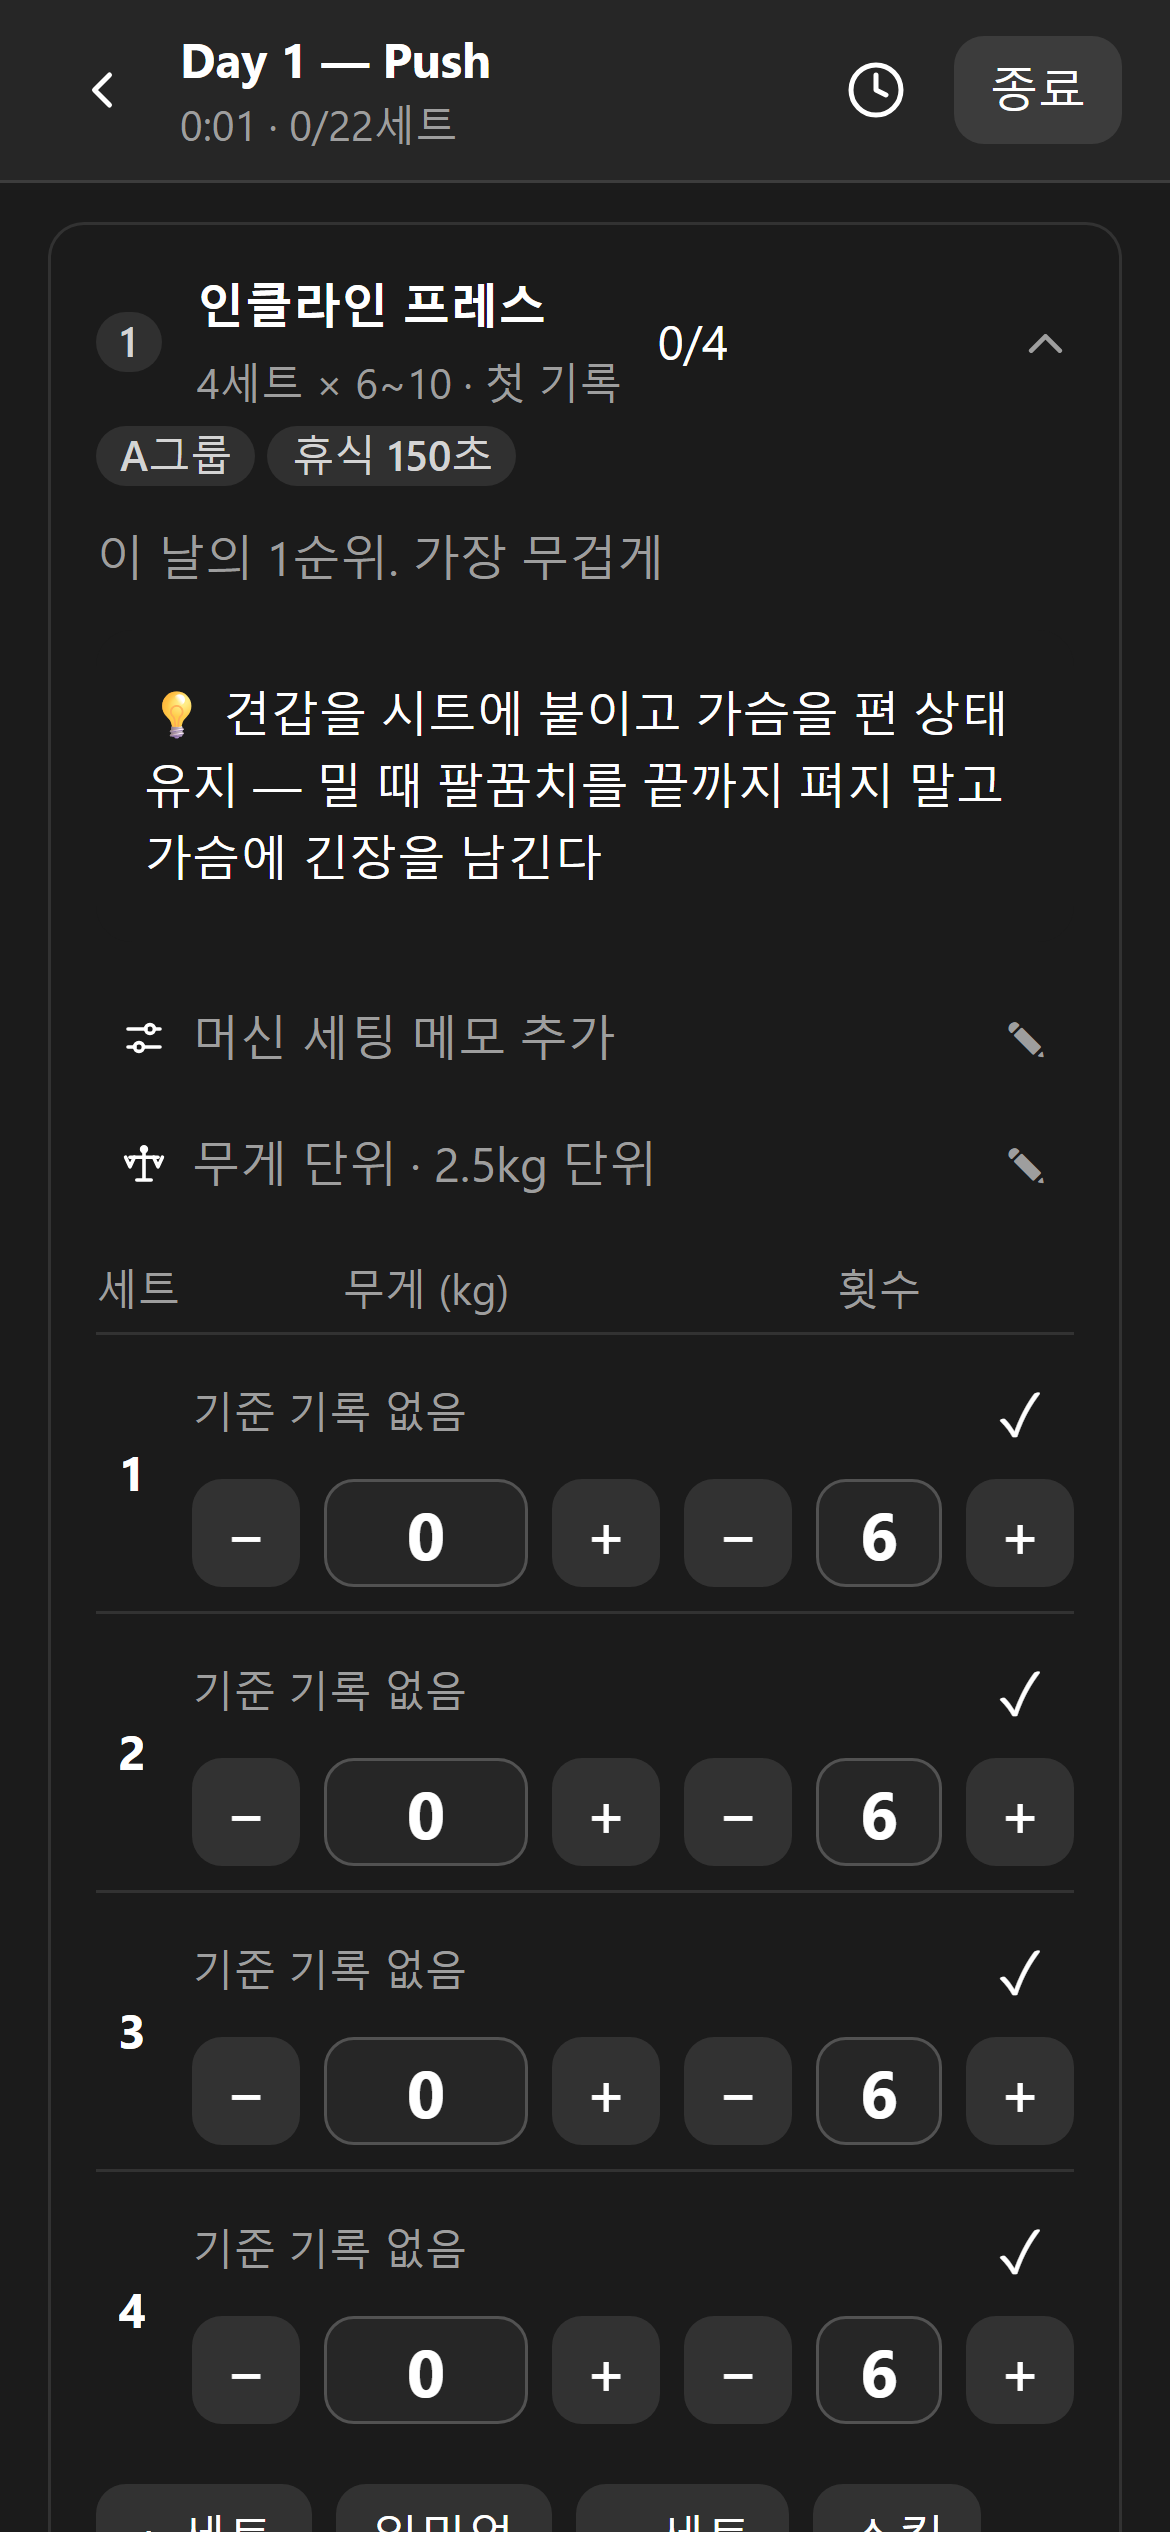 Day 1 — Push
0:01 · 0/22세트
종료
1
인클라인 프레스
4세트 × 6~10 · 첫 기록
0/4
A그룹
휴식 150초
이 날의 1순위. 가장 무겁게
💡 견갑을 시트에 붙이고 가슴을 편 상태
유지 — 밀 때 팔꿈치를 끝까지 펴지 말고
가슴에 긴장을 남긴다
머신 세팅 메모 추가
무게 단위 · 2.5kg 단위
세트 무게 (kg) 횟수
기준 기록 없음 ✓
1 − 0 + − 6 +
기준 기록 없음 ✓
2 − 0 + − 6 +
기준 기록 없음 ✓
3 − 0 + − 6 +
기준 기록 없음 ✓
4 − 0 + − 6 +
세트 세트 스킵